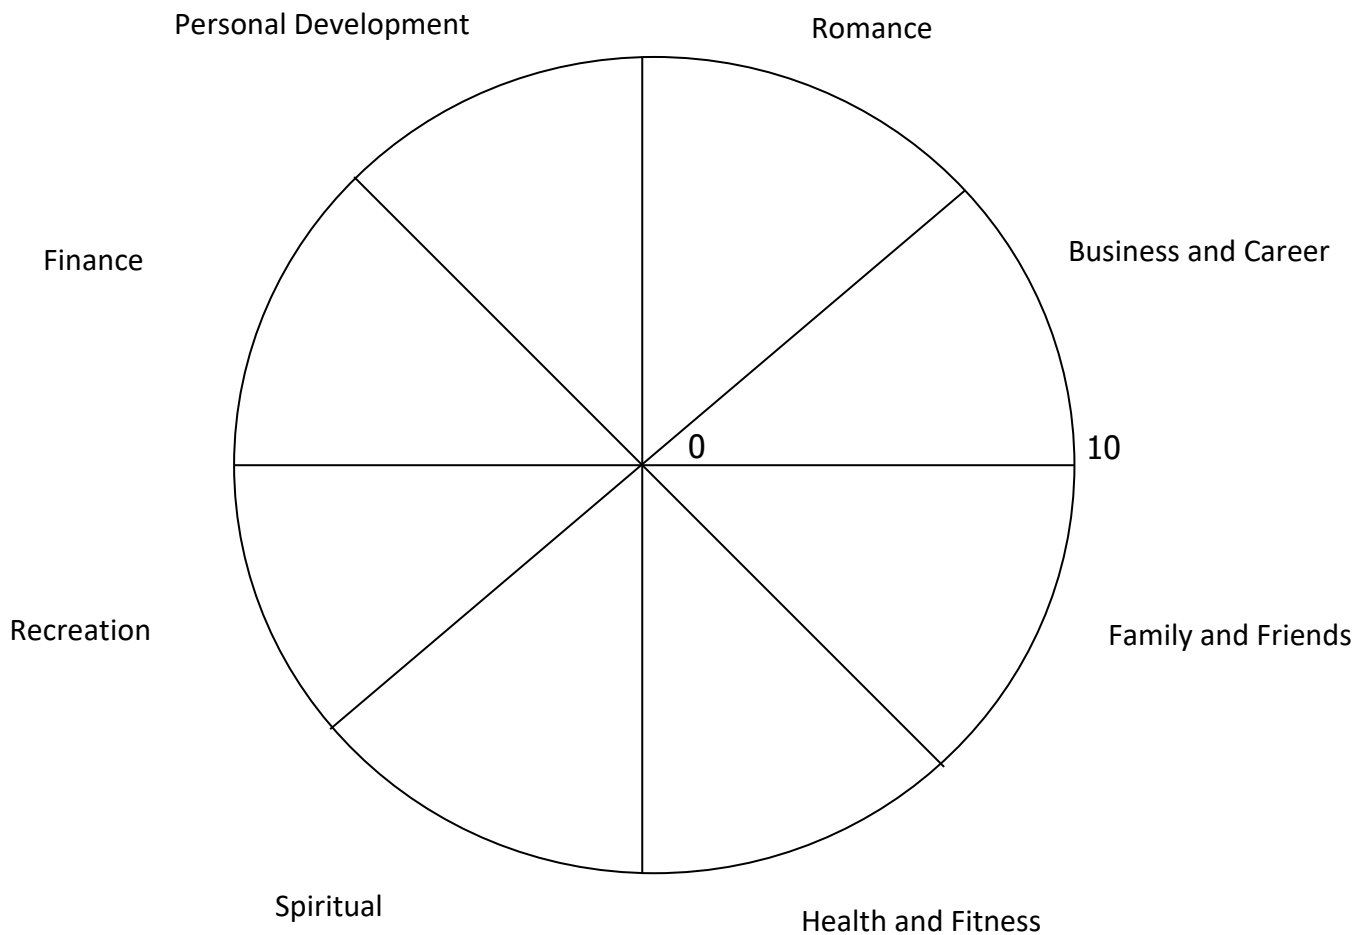 Personal Development
Romance
Finance
Business and Career
0
10
Recreation
Family and Friends
Spiritual
Health and Fitness